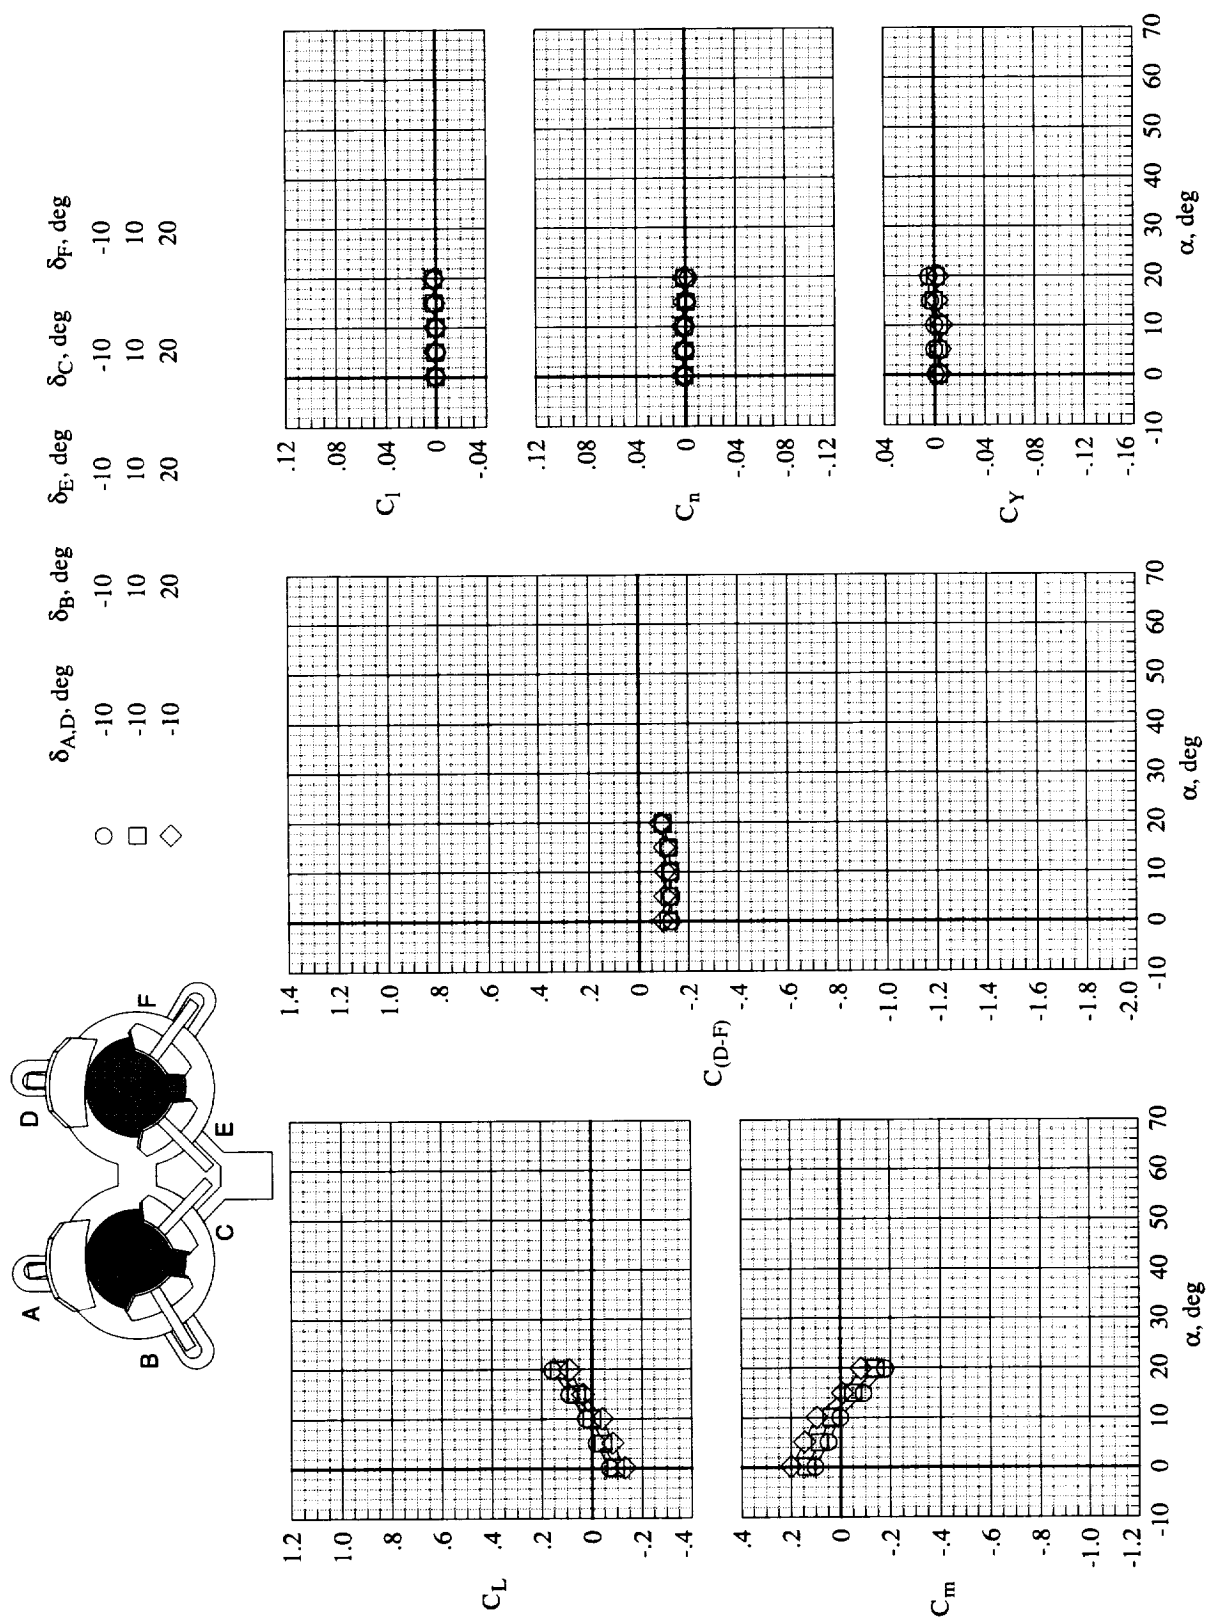 A
B
C
D
E
F
δA,D, deg δB, deg δE, deg δC, deg δF, deg
○ -10 -10 -10 -10 -10
□ -10 10 10 10 10
◇ -10 20 20 20 20
1.2
1.0
.8
.6
.4
.2
0
-.2
-.4
CL
.4
.2
0
-.2
-.4
-.6
-.8
-1.0
-1.2
Cm
-10 0 10 20 30 40 50 60 70
α, deg
1.4
1.2
1.0
.8
.6
.4
.2
0
-.2
-.4
-.6
-.8
-1.0
-1.2
-1.4
-1.6
-1.8
-2.0
C(D-F)
-10 0 10 20 30 40 50 60 70
α, deg
.12
.08
.04
0
-.04
Cl
.12
.08
.04
0
-.04
-.08
-.12
Cn
.04
0
-.04
-.08
-.12
-.16
CY
-10 0 10 20 30 40 50 60 70
α, deg